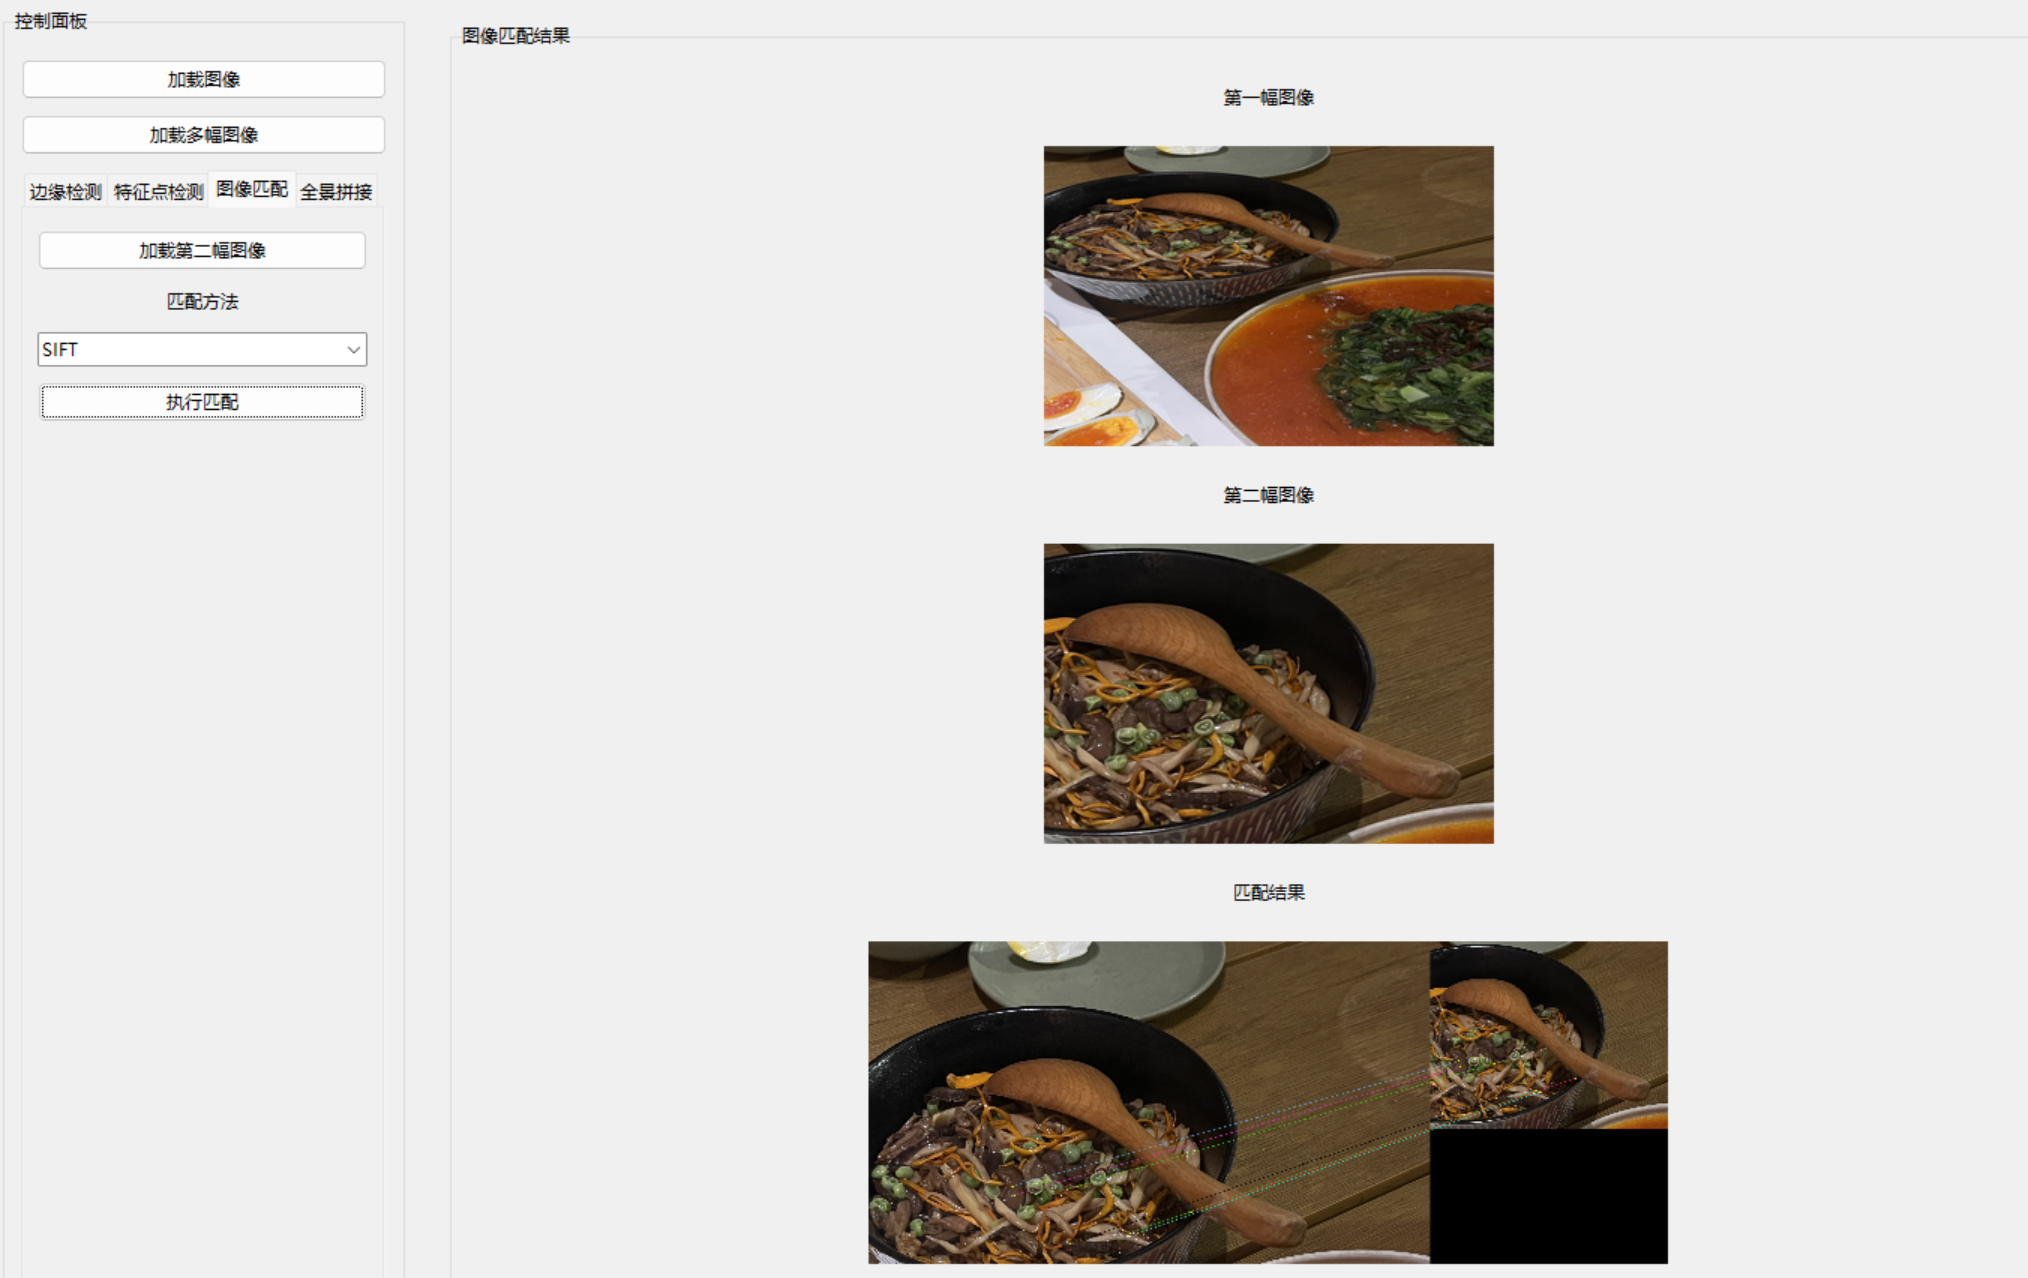 控制面板
加载图像
加载多幅图像
边缘检测 特征点检测 图像匹配 全景拼接
加载第二幅图像
匹配方法
SIFT
执行匹配
图像匹配结果
第一幅图像
第二幅图像
匹配结果